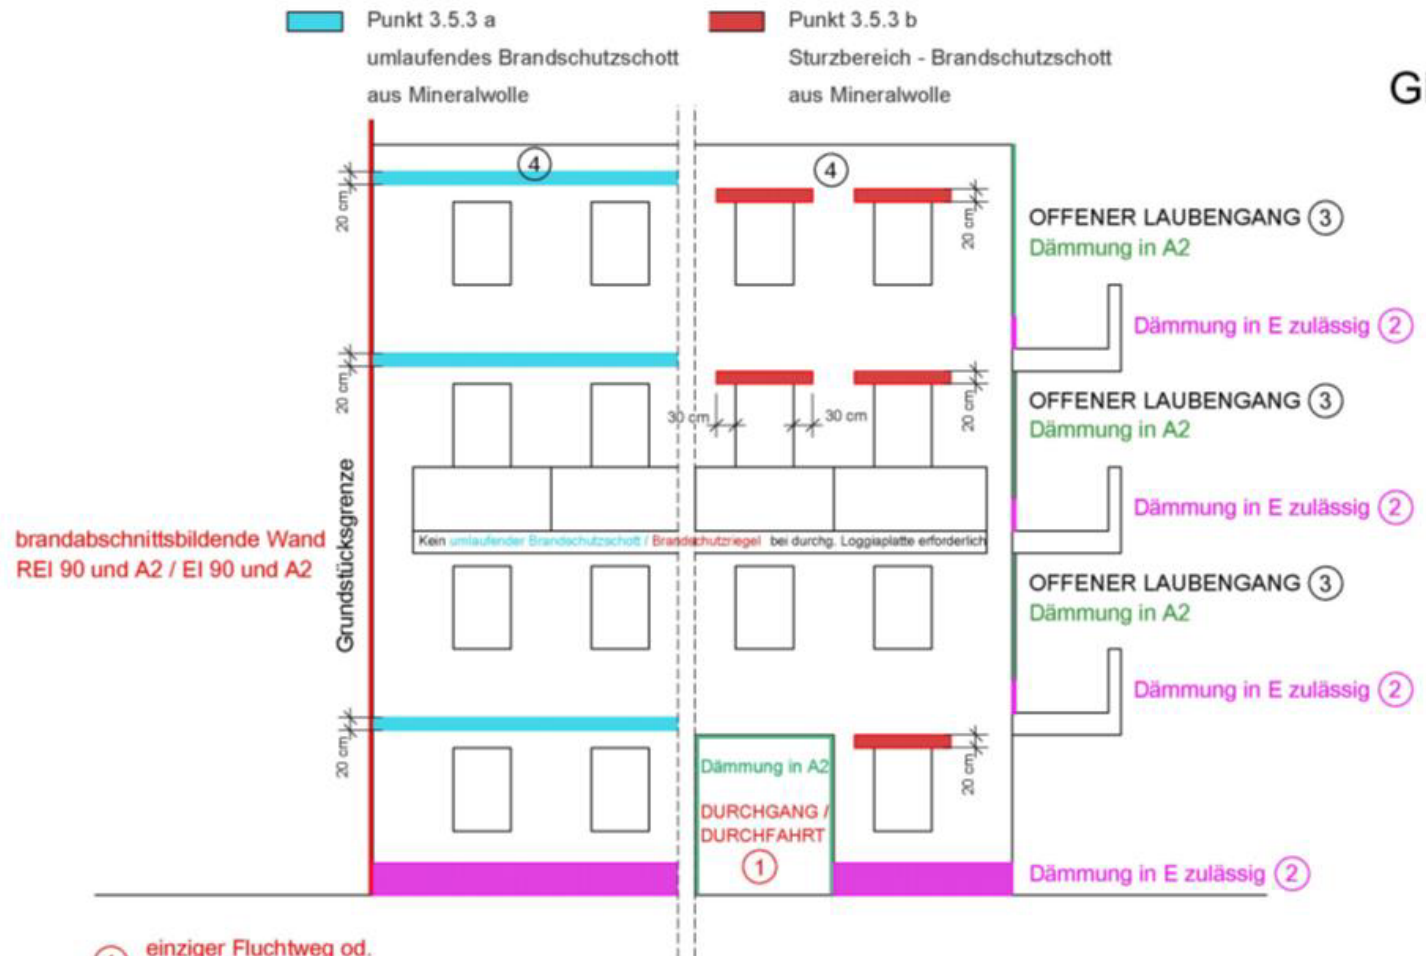 Punkt 3.5.3 a
umlaufendes Brandschutzschott
aus Mineralwolle
Punkt 3.5.3 b
Sturzbereich - Brandschutzschott
aus Mineralwolle
G
4
4
20 cm
20 cm
OFFENER LAUBENGANG 3
Dämmung in A2
Dämmung in E zulässig 2
20 cm
30 cm
30 cm
20 cm
OFFENER LAUBENGANG 3
Dämmung in A2
Grundstücksgrenze
Dämmung in E zulässig 2
brandabschnittsbildende Wand
REI 90 und A2 / EI 90 und A2
Kein umlaufender Brandschutzschott / Brandschutzriegel bei durchg. Loggiaplatte erforderlich
OFFENER LAUBENGANG 3
Dämmung in A2
Dämmung in E zulässig 2
20 cm
20 cm
Dämmung in A2
DURCHGANG /
DURCHFAHRT
1
Dämmung in E zulässig 2
einziger Fluchtweg od.